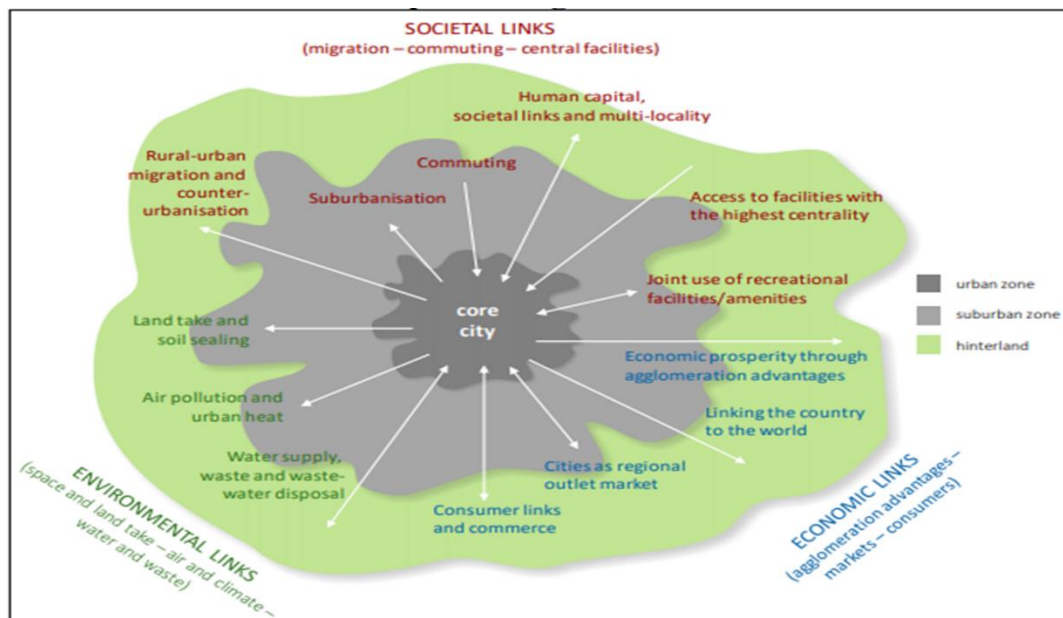 SOCIETAL LINKS
(migration – commuting – central facilities)
Human capital,
societal links and multi-locality
Rural-urban
migration and
counter-
urbanisation
Commuting
Suburbanisation
Access to facilities with
the highest centrality
Joint use of recreational
facilities/amenities
core
city
urban zone
suburban zone
hinterland
Land take and
soil sealing
Economic prosperity through
agglomeration advantages
Air pollution and
urban heat
Linking the country
to the world
Water supply,
waste and waste-
water disposal
Cities as regional
outlet market
Consumer links
and commerce
ENVIRONMENTAL LINKS
(space and land take – air and climate –
water and waste)
ECONOMIC LINKS
(agglomeration advantages –
markets – consumers)